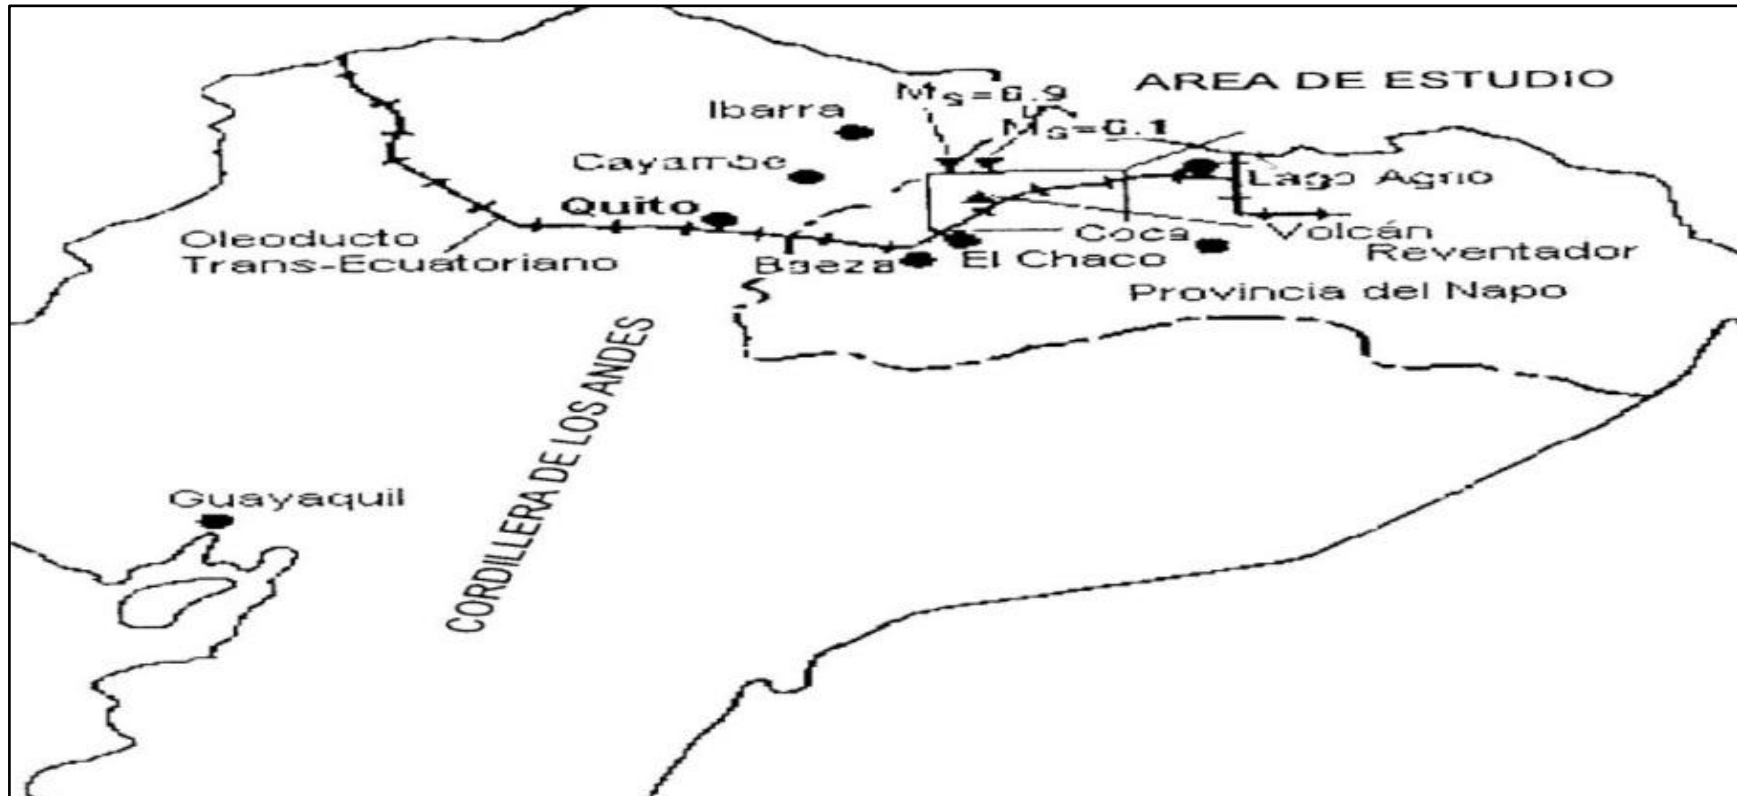 AREA DE ESTUDIO
Ibarra
Cayambe
Quito
Lago Agrio
Oleoducto
Trans-Ecuatoriano
Baeza
El Chaco
Coca
Volcán
Reventador
Provincia del Napo
CORDILLERA DE LOS ANDES
Guayaquil